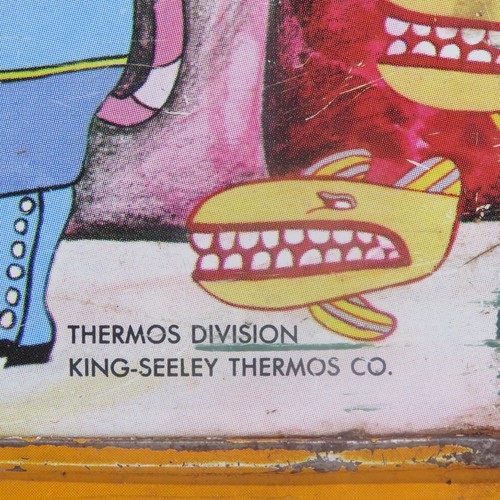 THERMOS DIVISION
KING-SEELEY THERMOS CO.